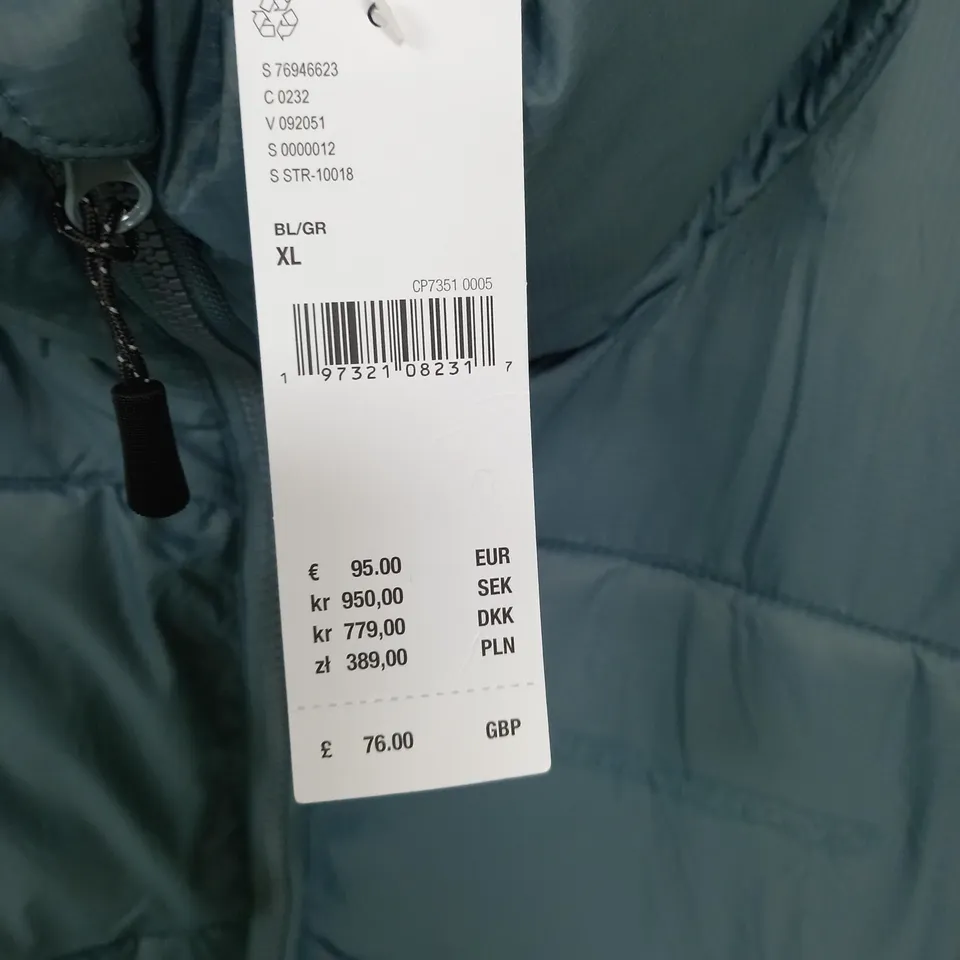 S 76946623
C 0232
V 092051
S 0000012
S STR-10018
BL/GR
XL
CP7351 0005
1 97321 08231 7
€ 95.00 EUR
kr 950,00 SEK
kr 779,00 DKK
zł 389,00 PLN
£ 76.00 GBP